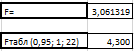 F= 3,061319
Fтабл (0,95; 1; 22) 4,300